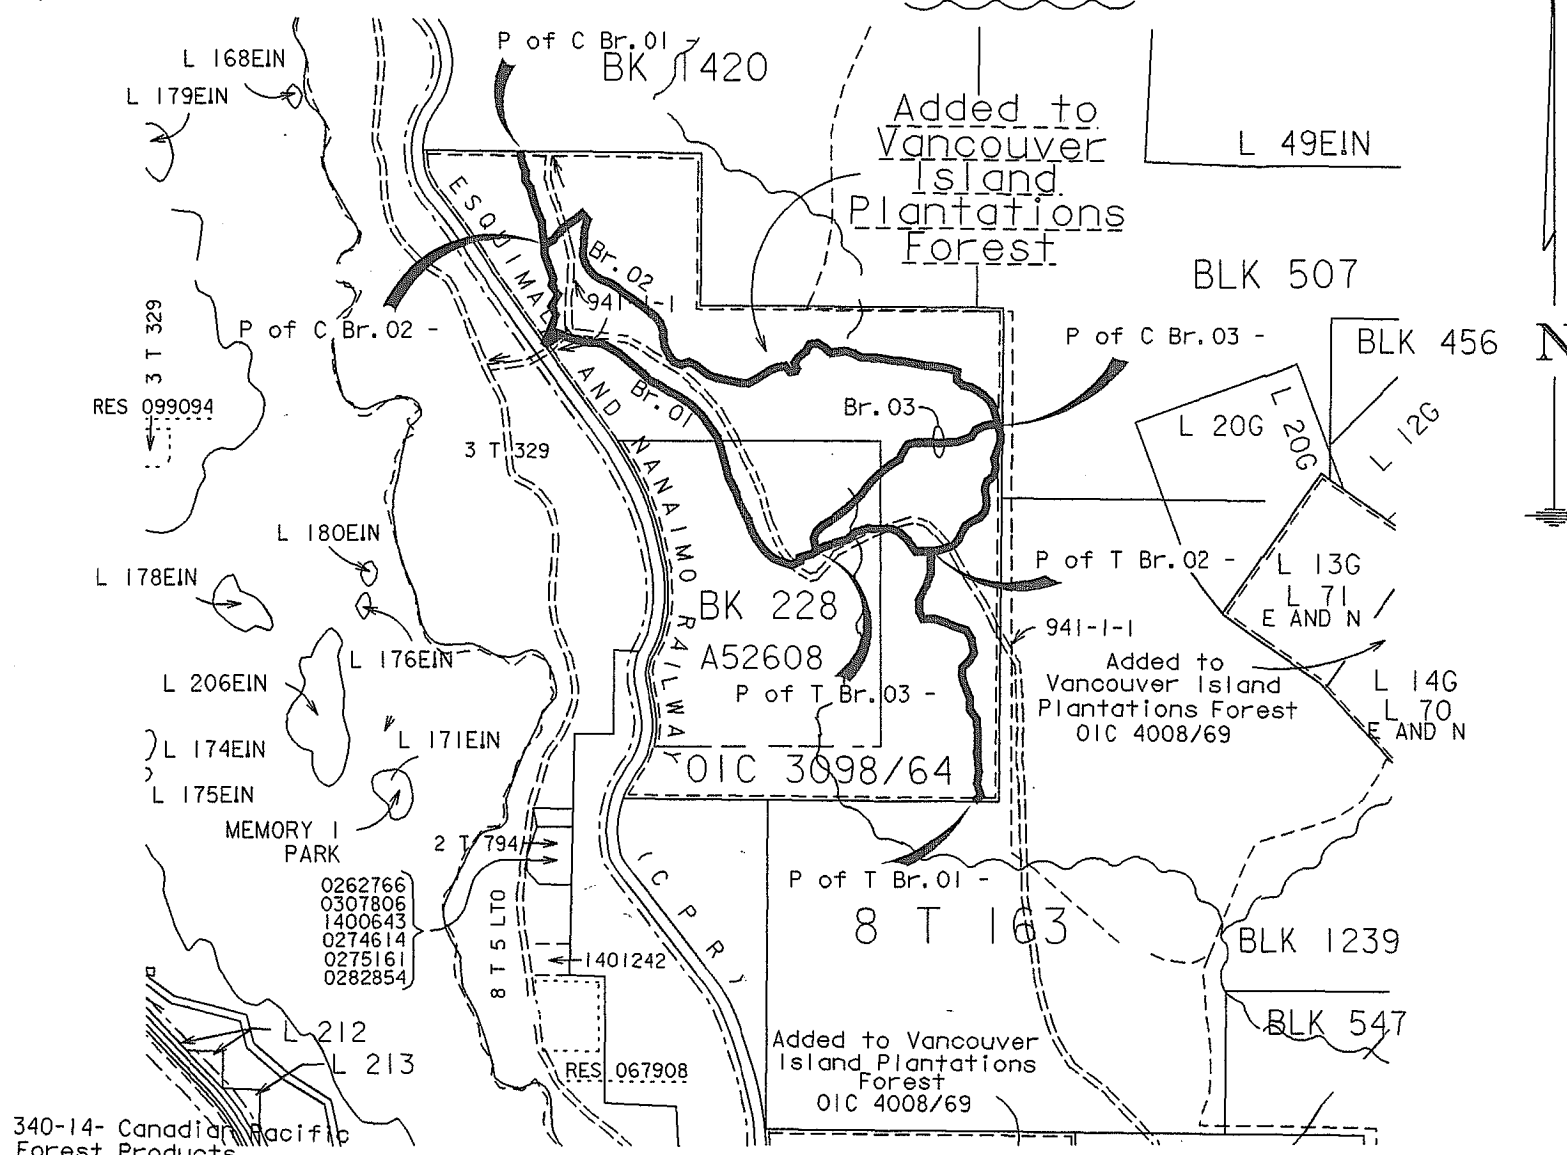 P of C Br.01 -
BK 1420
L 168EIN
L 179EIN
Added to
Vancouver
Island
Plantations
Forest
L 49EIN
BLK 507
BLK 456
N
ESQUIMALT AND NANAIMO RAILWAY
Br. 02
941-1-1
P of C Br.02 -
3 T 329
RES 099094
P of C Br.03 -
Br. 01
Br. 03
L 20G
L 20G
L 12G
3 T 329
L 180EIN
L 178EIN
L 176EIN
P of T Br.02 -
L 13G
L 71
E AND N
BK 228
A52608
941-1-1
P of T Br.03 -
Added to
Vancouver Island
Plantations Forest
OIC 4008/69
L 14G
L 70
E AND N
L 206EIN
L 171EIN
L 174EIN
L 175EIN
OIC 3098/64
MEMORY I
PARK
2 T 794
0262766
0307806
1400643
0274614
0275161
0282854
8 T 5 LTO
1401242
C P RY
P of T Br.01 -
8 T 163
BLK 1239
BLK 547
L 212
L 213
RES 067908
Added to Vancouver
Island Plantations
Forest
OIC 4008/69
340-14- Canadian Pacific
Forest Products